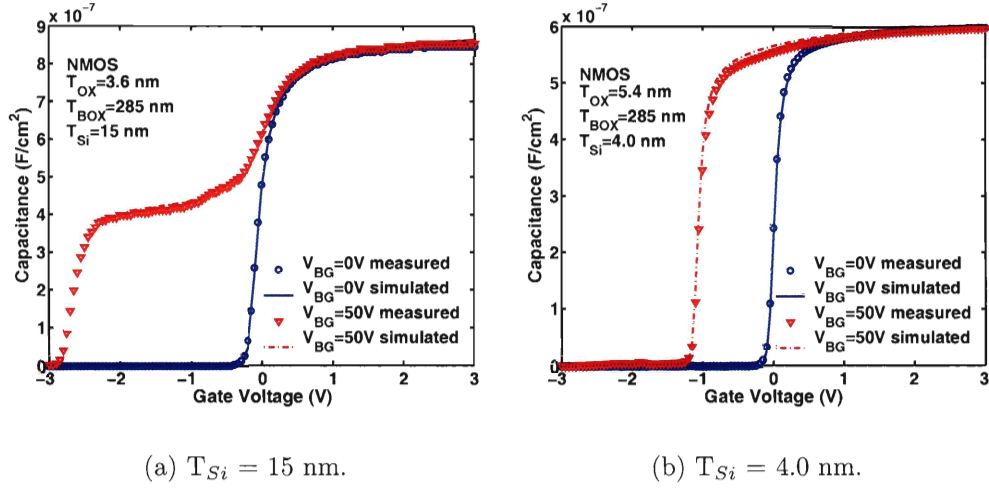 x 10⁻⁷
9
8
7
6
5
4
3
2
1
0
Capacitance (F/cm²)
NMOS
T_OX=3.6 nm
T_BOX=285 nm
T_Si=15 nm
V_BG=0V measured
V_BG=0V simulated
V_BG=50V measured
V_BG=50V simulated
−3 −2 −1 0 1 2 3
Gate Voltage (V)
(a) T_Si = 15 nm.
x 10⁻⁷
6
5
4
3
2
1
0
Capacitance (F/cm²)
NMOS
T_OX=5.4 nm
T_BOX=285 nm
T_Si=4.0 nm
V_BG=0V measured
V_BG=0V simulated
V_BG=50V measured
V_BG=50V simulated
−3 −2 −1 0 1 2 3
Gate Voltage (V)
(b) T_Si = 4.0 nm.